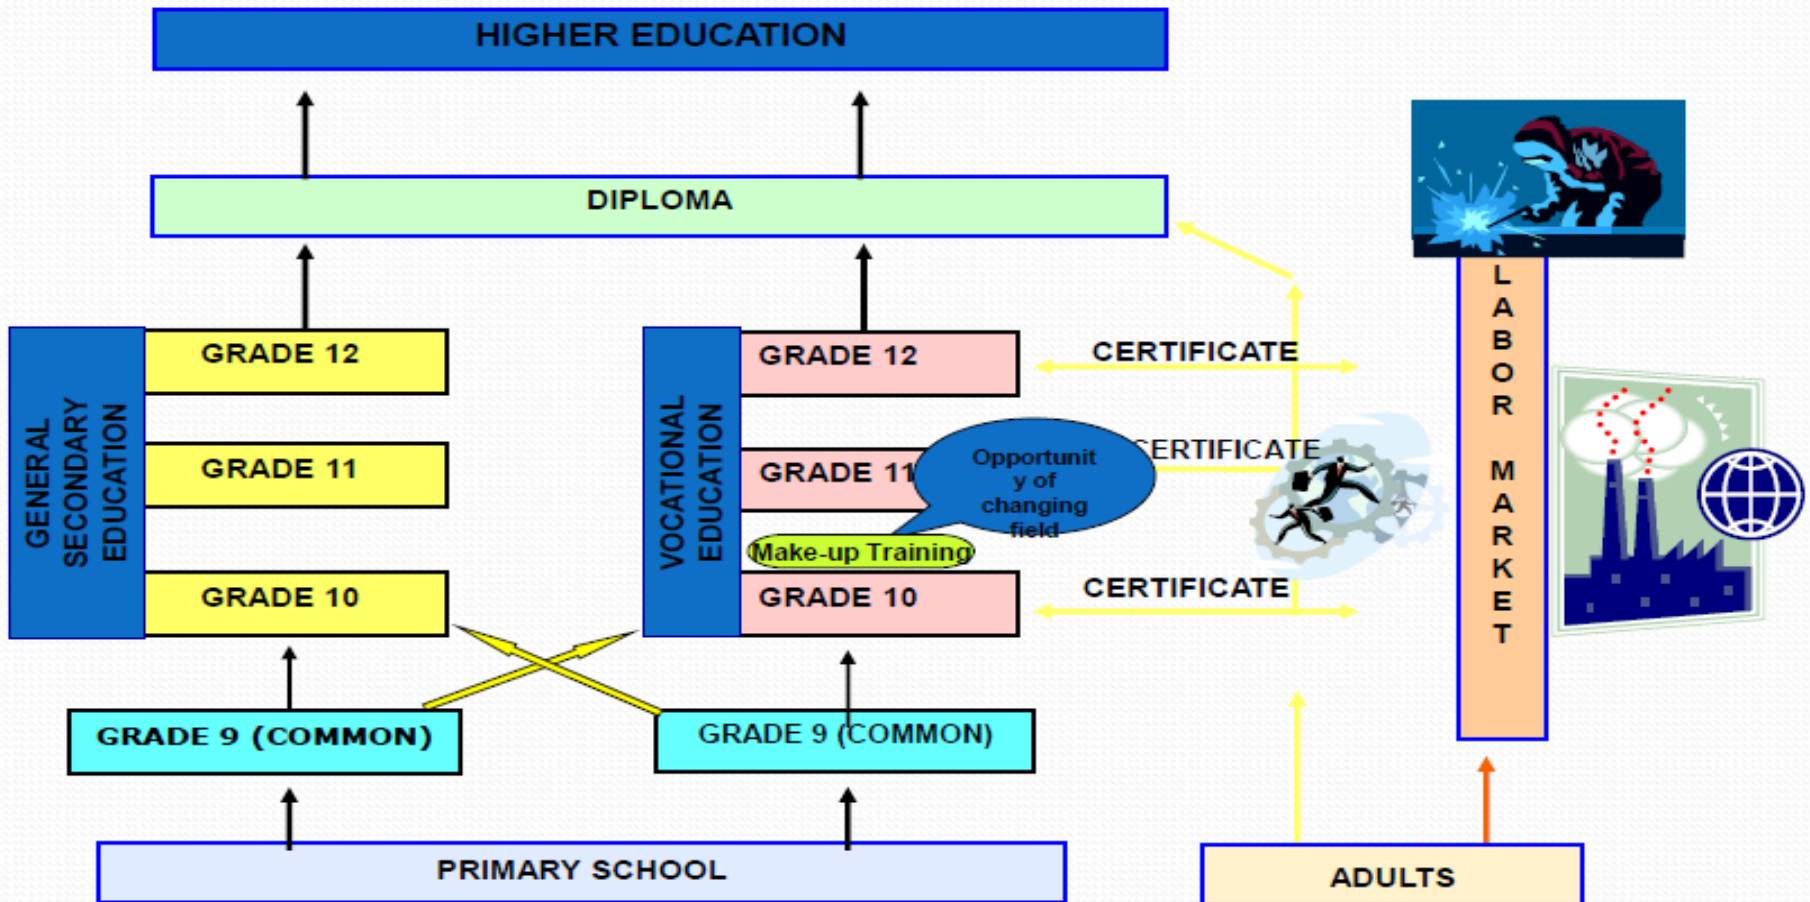 HIGHER EDUCATION
DIPLOMA
GENERAL
SECONDARY
EDUCATION
GRADE 12
GRADE 11
GRADE 10
VOCATIONAL
EDUCATION
GRADE 12
GRADE 11
Opportunit
y of
changing
field
Make-up Training
GRADE 10
CERTIFICATE
CERTIFICATE
CERTIFICATE
LABOR MARKET
GRADE 9 (COMMON)
GRADE 9 (COMMON)
PRIMARY SCHOOL
ADULTS